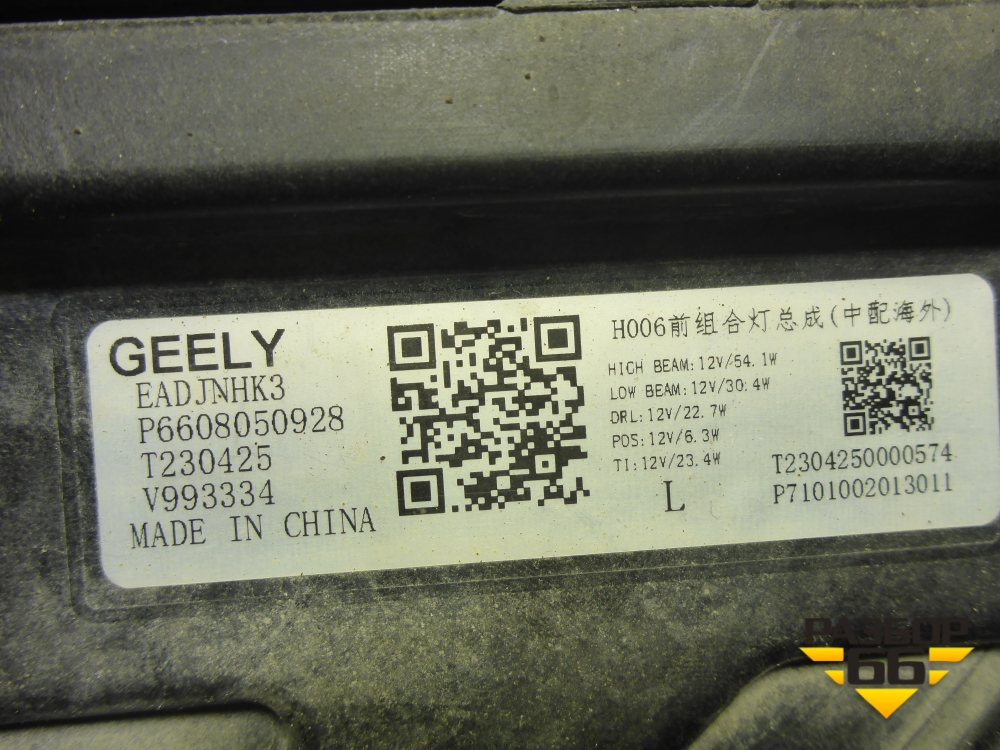 GEELY
EADJNHK3
P6608050928
T230425
V993334
MADE IN CHINA
H006前组合灯总成(中配海外)
HIGH BEAM:12V/54.1W
LOW BEAM:12V/30.4W
DRL:12V/22.7W
POS:12V/6.3W
TI:12V/23.4W
L
T2304250000574
P7101002013011
РАЗБОР
66